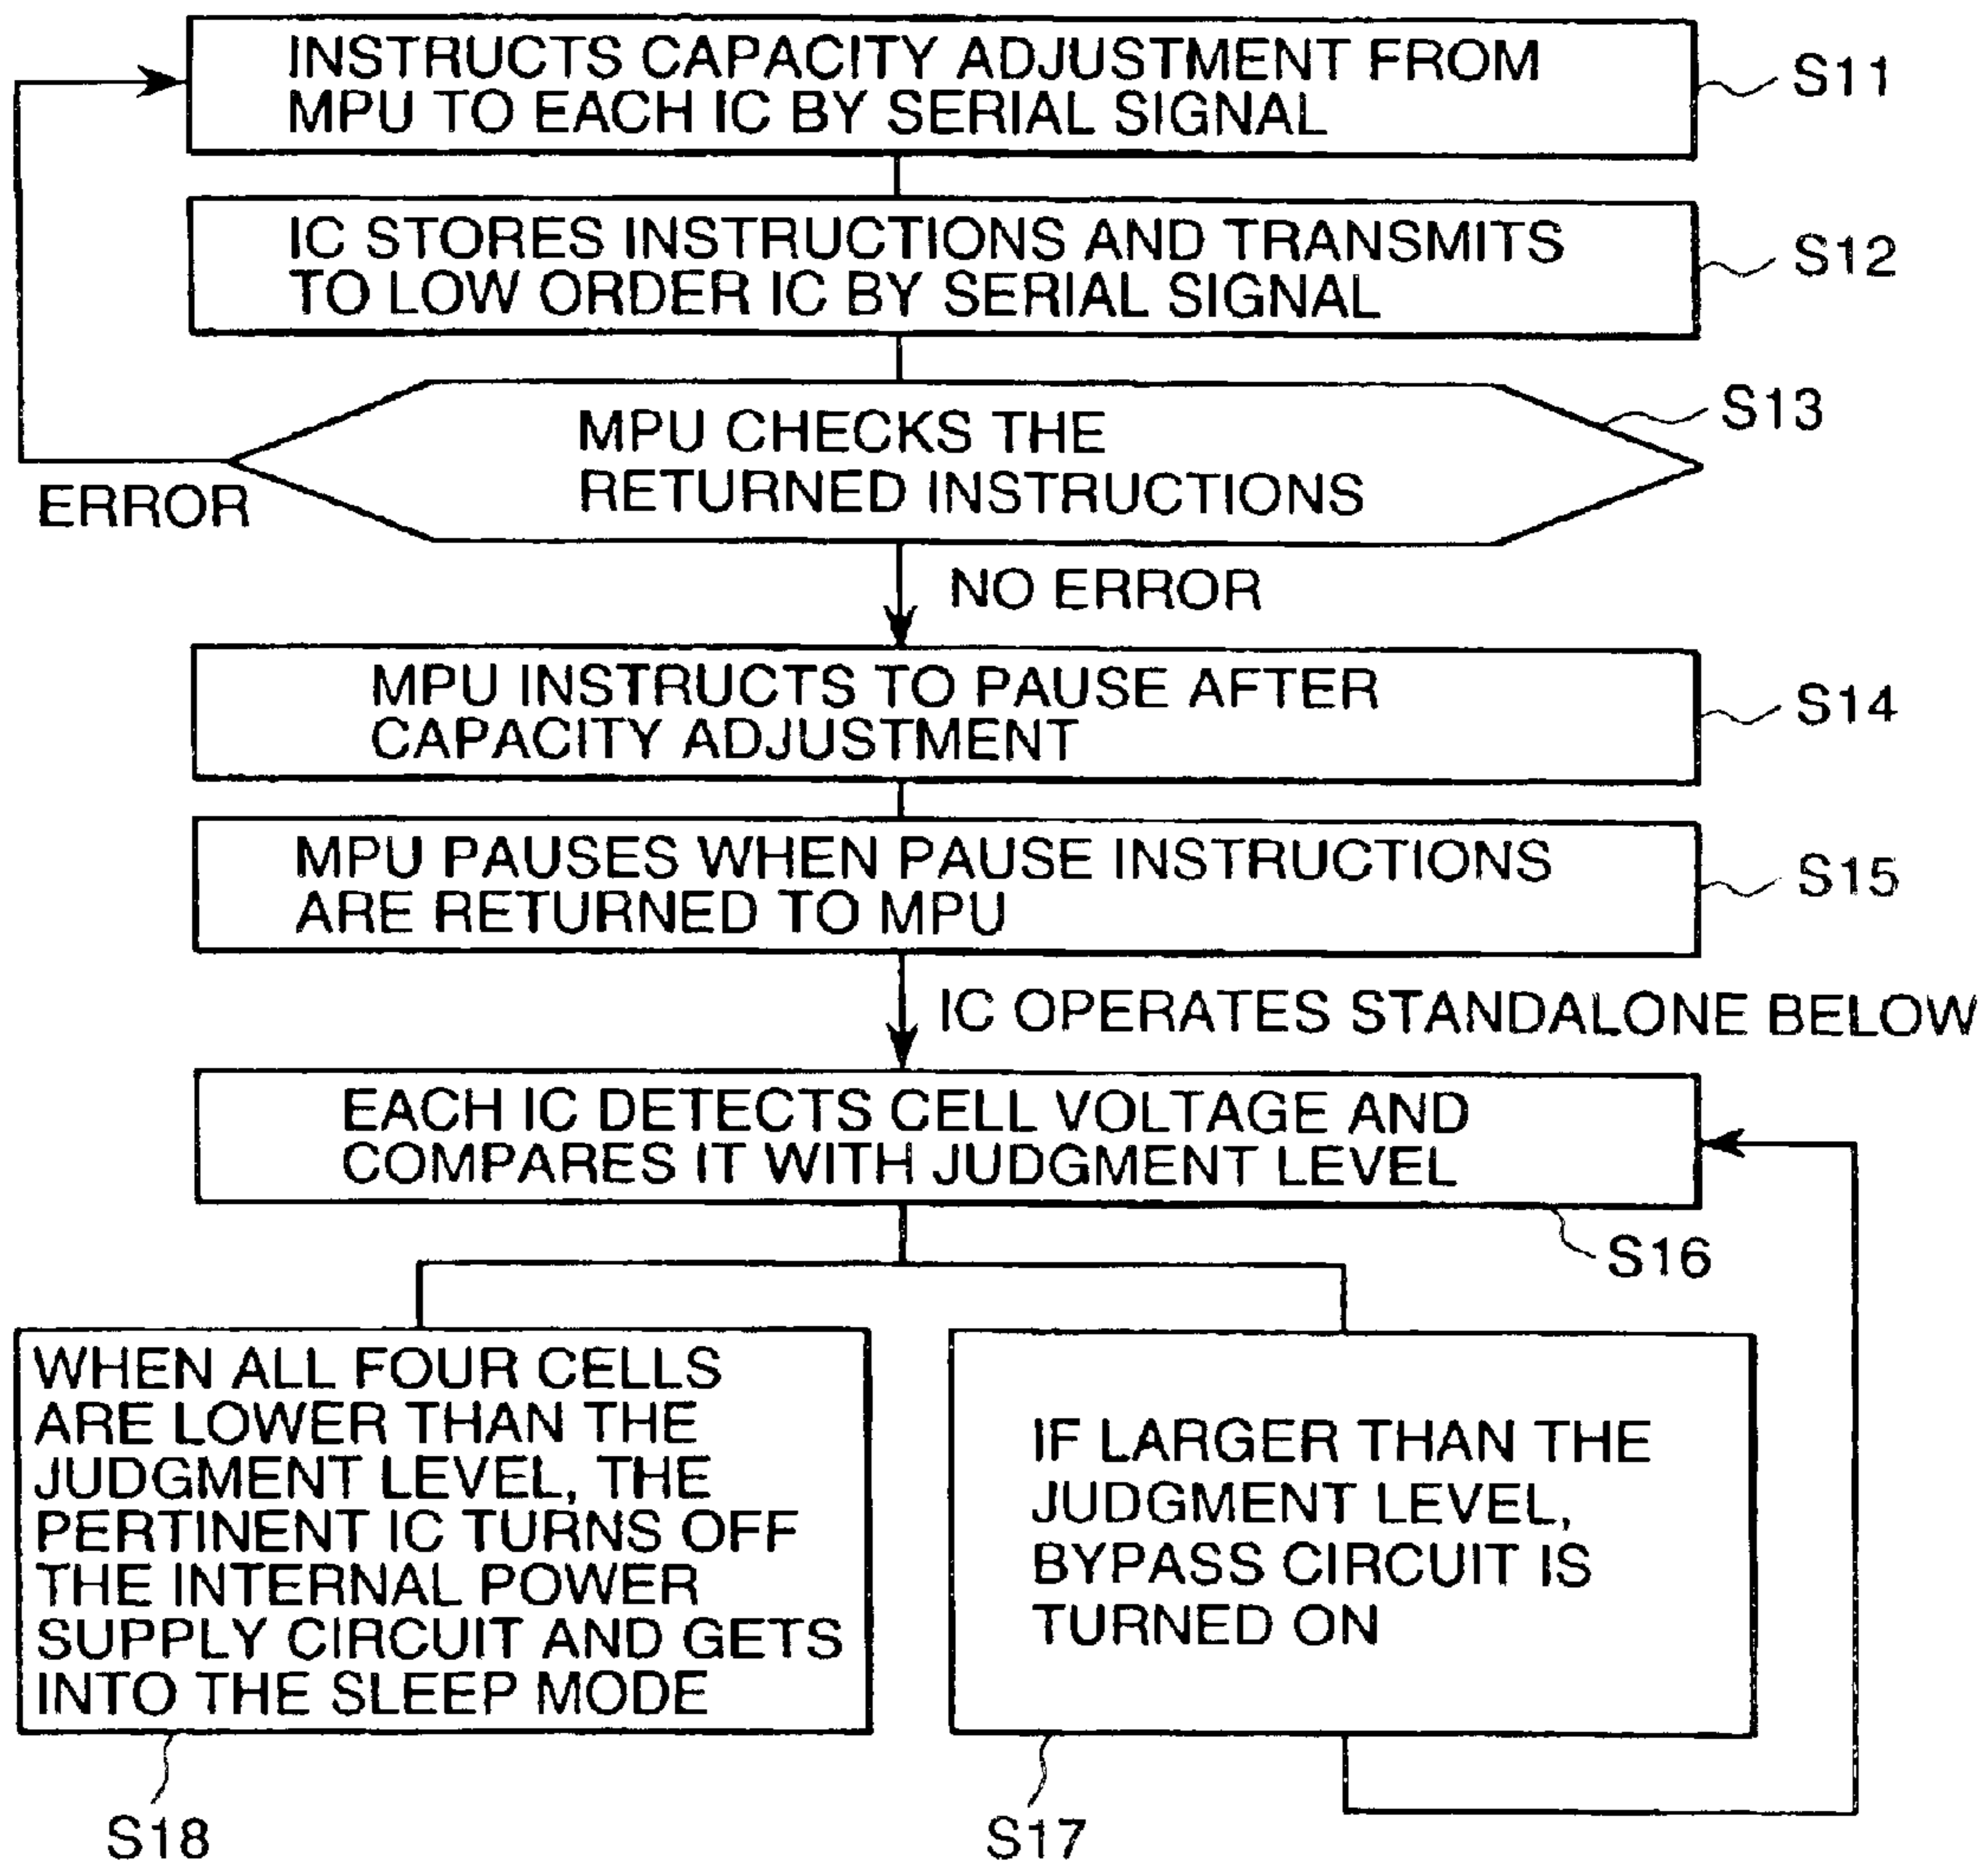 INSTRUCTS CAPACITY ADJUSTMENT FROM
MPU TO EACH IC BY SERIAL SIGNAL
S11
IC STORES INSTRUCTIONS AND TRANSMITS
TO LOW ORDER IC BY SERIAL SIGNAL
S12
MPU CHECKS THE
RETURNED INSTRUCTIONS
S13
ERROR
NO ERROR
MPU INSTRUCTS TO PAUSE AFTER
CAPACITY ADJUSTMENT
S14
MPU PAUSES WHEN PAUSE INSTRUCTIONS
ARE RETURNED TO MPU
S15
IC OPERATES STANDALONE BELOW
EACH IC DETECTS CELL VOLTAGE AND
COMPARES IT WITH JUDGMENT LEVEL
S16
WHEN ALL FOUR CELLS
ARE LOWER THAN THE
JUDGMENT LEVEL, THE
PERTINENT IC TURNS OFF
THE INTERNAL POWER
SUPPLY CIRCUIT AND GETS
INTO THE SLEEP MODE
S18
IF LARGER THAN THE
JUDGMENT LEVEL,
BYPASS CIRCUIT IS
TURNED ON
S17